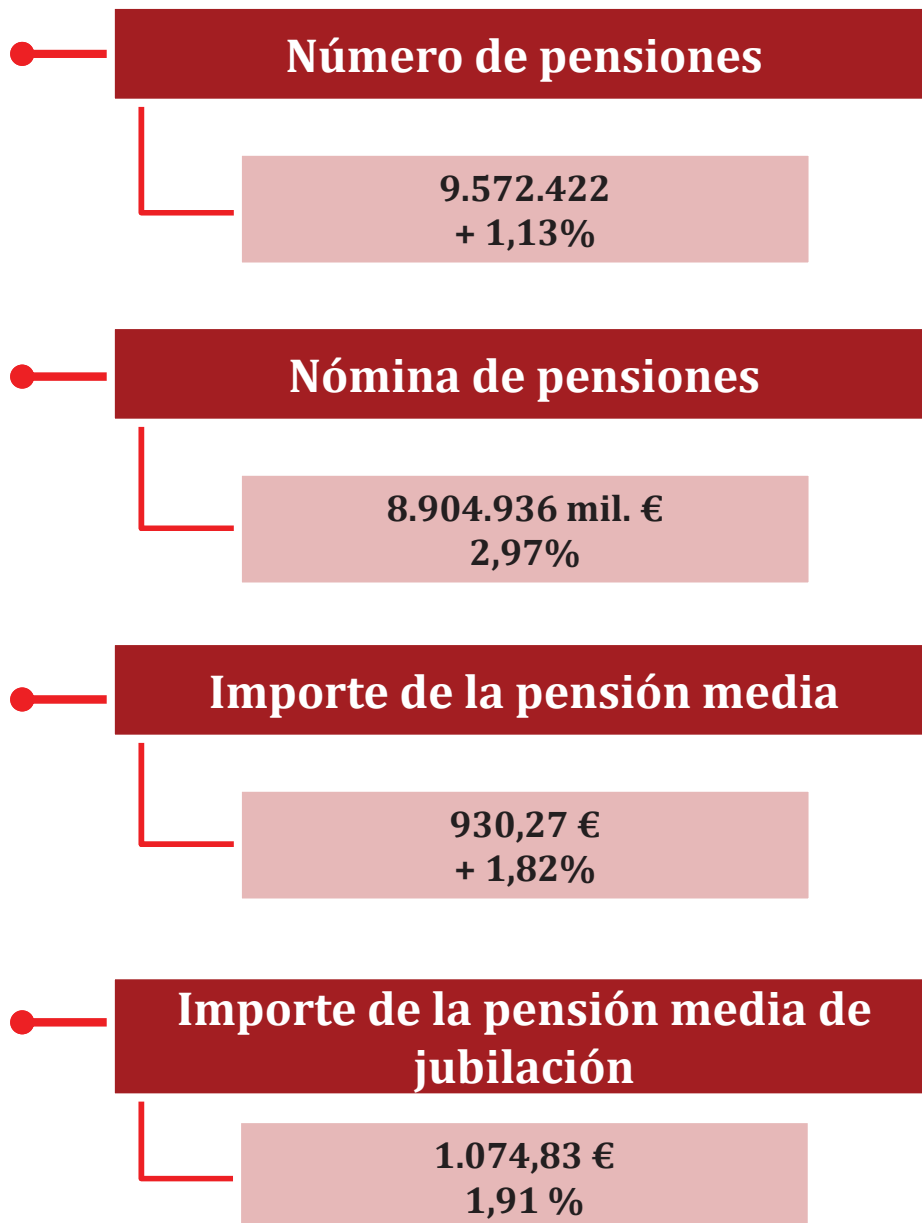 Número de pensiones
9.572.422
+ 1,13%
Nómina de pensiones
8.904.936 mil. €
2,97%
Importe de la pensión media
930,27 €
+ 1,82%
Importe de la pensión media de
jubilación
1.074,83 €
1,91 %